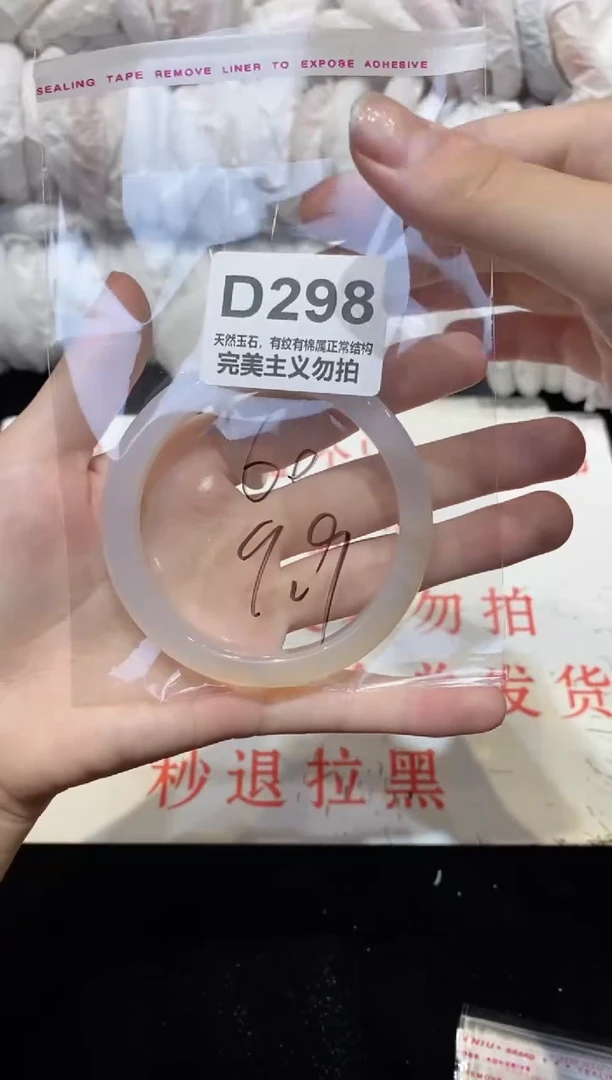 SEALING TAPE REMOVE LINER TO EXPOSE ADHESIVE
D298
天然玉石，有纹有棉属正常结构
完美主义勿拍
60
9.9
勿拍
发货
秒退拉黑